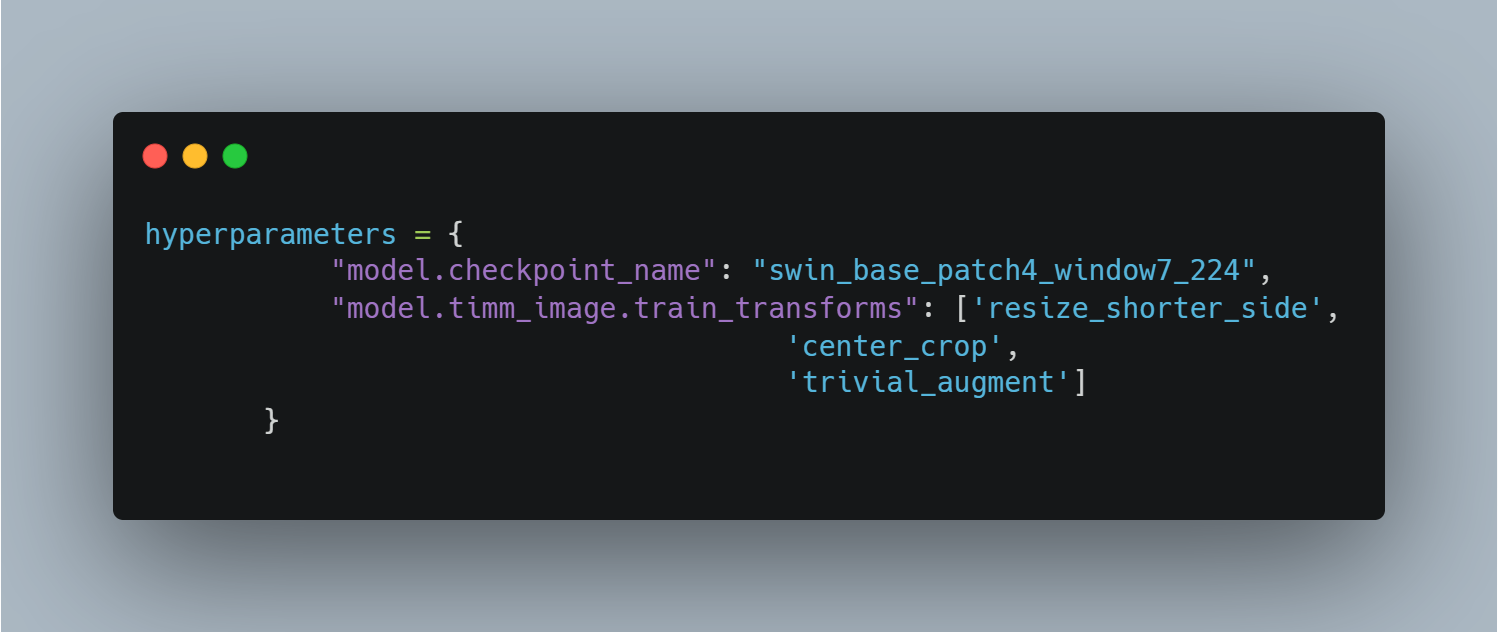 hyperparameters = {
"model.checkpoint_name": "swin_base_patch4_window7_224",
"model.timm_image.train_transforms": ['resize_shorter_side',
'center_crop',
'trivial_augment']
}